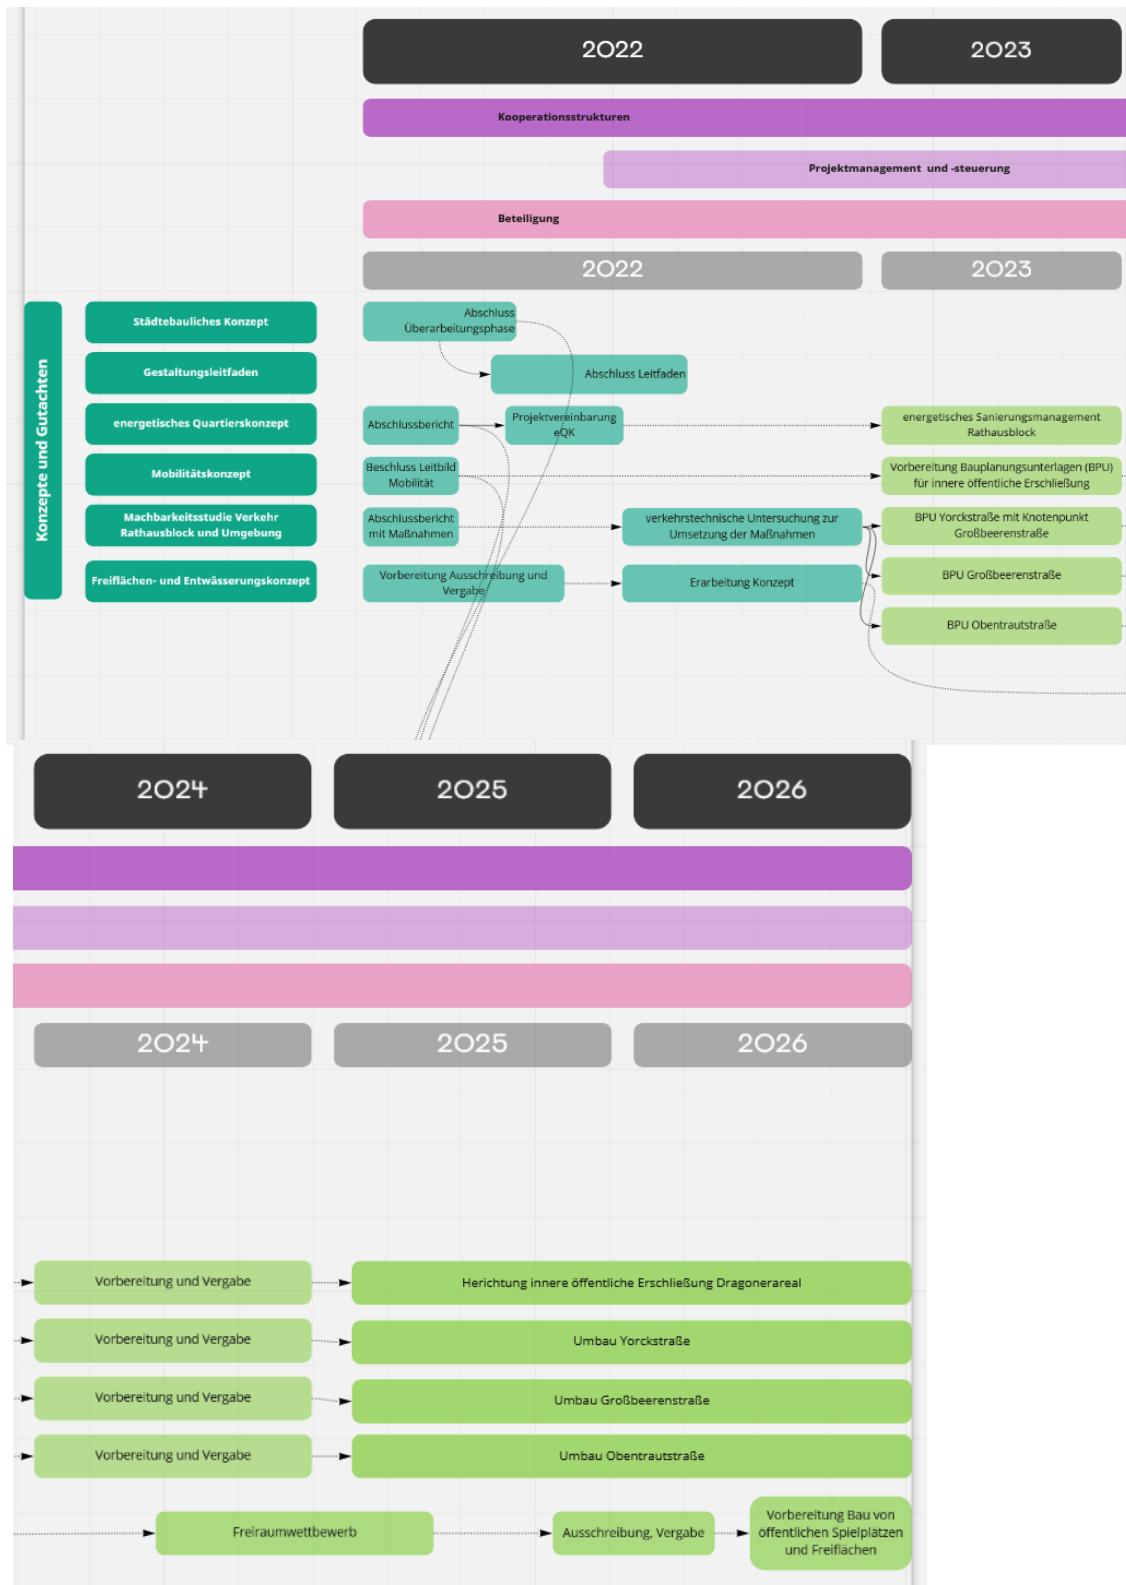 2022
2023
Kooperationsstrukturen
Projektmanagement und -steuerung
Beteiligung
2022
2023
Konzepte und Gutachten
Städtebauliches Konzept
Abschluss
Überarbeitungsphase
Gestaltungsleitfaden
Abschluss Leitfaden
energetisches Quartierskonzept
Abschlussbericht
Projektvereinbarung
eQK
energetisches Sanierungsmanagement
Rathausblock
Mobilitätskonzept
Beschluss Leitbild
Mobilität
Vorbereitung Bauplanungsunterlagen (BPU)
für innere öffentliche Erschließung
Machbarkeitsstudie Verkehr
Rathausblock und Umgebung
Abschlussbericht
mit Maßnahmen
verkehrstechnische Untersuchung zur
Umsetzung der Maßnahmen
BPU Yorckstraße mit Knotenpunkt
Großbeerenstraße
Freiflächen- und Entwässerungskonzept
Vorbereitung Ausschreibung und
Vergabe
Erarbeitung Konzept
BPU Großbeerenstraße
BPU Obentrautstraße
2024
2025
2026
2024
2025
2026
Vorbereitung und Vergabe
Herichtung innere öffentliche Erschließung Dragonerareal
Vorbereitung und Vergabe
Umbau Yorckstraße
Vorbereitung und Vergabe
Umbau Großbeerenstraße
Vorbereitung und Vergabe
Umbau Obentrautstraße
Freiraumwettbewerb
Ausschreibung, Vergabe
Vorbereitung Bau von
öffentlichen Spielplätzen
und Freiflächen